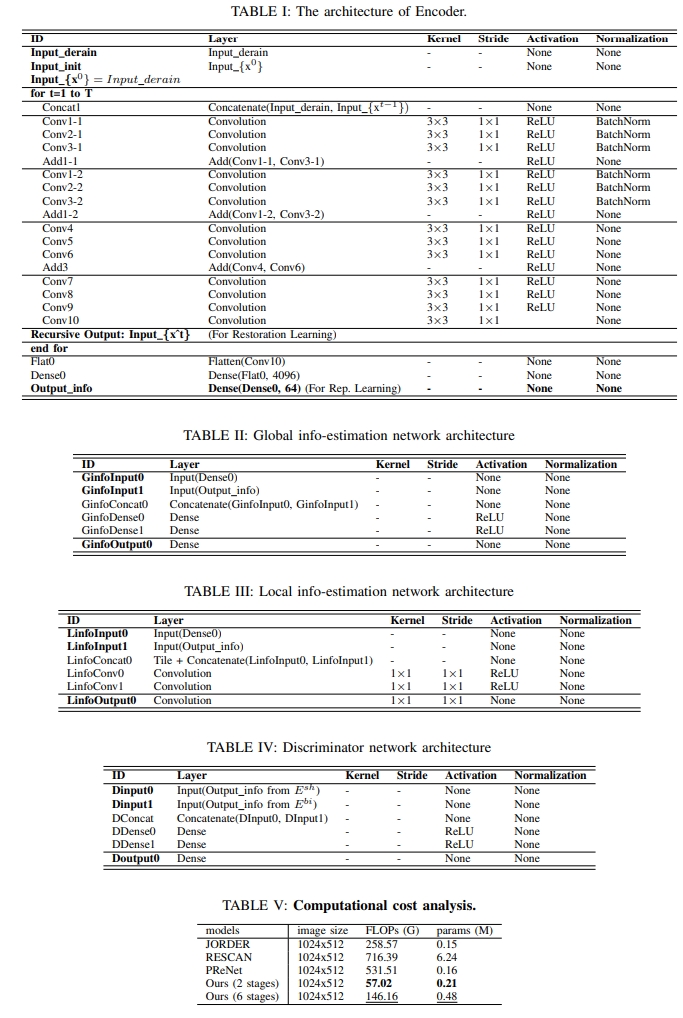 TABLE I: The architecture of Encoder.
ID Layer Kernel Stride Activation Normalization
Input_derain Input_derain - - None None
Input_init Input_{x⁰} - - None None
Input_{x⁰} = Input_derain
for t=1 to T
Concat1 Concatenate(Input_derain, Input_{xᵗ⁻¹}) - - None None
Conv1-1 Convolution 3×3 1×1 ReLU BatchNorm
Conv2-1 Convolution 3×3 1×1 ReLU BatchNorm
Conv3-1 Convolution 3×3 1×1 ReLU BatchNorm
Add1-1 Add(Conv1-1, Conv3-1) - - ReLU None
Conv1-2 Convolution 3×3 1×1 ReLU BatchNorm
Conv2-2 Convolution 3×3 1×1 ReLU BatchNorm
Conv3-2 Convolution 3×3 1×1 ReLU BatchNorm
Add1-2 Add(Conv1-2, Conv3-2) - - ReLU None
Conv4 Convolution 3×3 1×1 ReLU None
Conv5 Convolution 3×3 1×1 ReLU None
Conv6 Convolution 3×3 1×1 ReLU None
Add3 Add(Conv4, Conv6) - - ReLU None
Conv7 Convolution 3×3 1×1 ReLU None
Conv8 Convolution 3×3 1×1 ReLU None
Conv9 Convolution 3×3 1×1 ReLU None
Conv10 Convolution 3×3 1×1 None
Recursive Output: Input_{x^t} (For Restoration Learning)
end for
Flat0 Flatten(Conv10) - - None None
Dense0 Dense(Flat0, 4096) - - None None
Output_info Dense(Dense0, 64) (For Rep. Learning) - - None None
TABLE II: Global info-estimation network architecture
ID Layer Kernel Stride Activation Normalization
GinfoInput0 Input(Dense0) - - None None
GinfoInput1 Input(Output_info) - - None None
GinfoConcat0 Concatenate(GinfoInput0, GinfoInput1) - - None None
GinfoDense0 Dense - - ReLU None
GinfoDense1 Dense - - ReLU None
GinfoOutput0 Dense - - None None
TABLE III: Local info-estimation network architecture
ID Layer Kernel Stride Activation Normalization
LinfoInput0 Input(Dense0) - - None None
LinfoInput1 Input(Output_info) - - None None
LinfoConcat0 Tile + Concatenate(LinfoInput0, LinfoInput1) - - None None
LinfoConv0 Convolution 1×1 1×1 ReLU None
LinfoConv1 Convolution 1×1 1×1 ReLU None
LinfoOutput0 Convolution 1×1 1×1 None None
TABLE IV: Discriminator network architecture
ID Layer Kernel Stride Activation Normalization
Dinput0 Input(Output_info from Eˢʰ) - - None None
Dinput1 Input(Output_info from Eᵇⁱ) - - None None
DConcat Concatenate(DInput0, DInput1) - - None None
DDense0 Dense - - ReLU None
DDense1 Dense - - ReLU None
Doutput0 Dense - - None None
TABLE V: Computational cost analysis.
models image size FLOPs (G) params (M)
JORDER 1024x512 258.57 0.15
RESCAN 1024x512 716.39 6.24
PReNet 1024x512 531.51 0.16
Ours (2 stages) 1024x512 57.02 0.21
Ours (6 stages) 1024x512 146.16 0.48